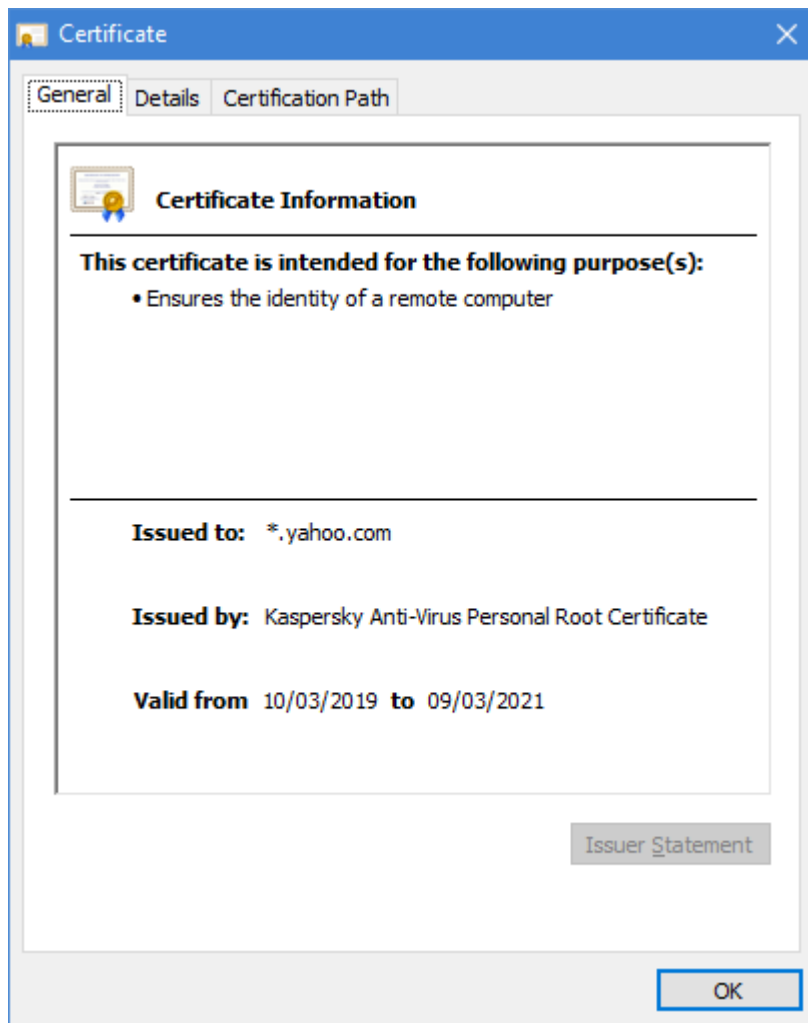 Certificate
General Details Certification Path
Certificate Information
This certificate is intended for the following purpose(s):
• Ensures the identity of a remote computer
Issued to: *.yahoo.com
Issued by: Kaspersky Anti-Virus Personal Root Certificate
Valid from 10/03/2019 to 09/03/2021
Issuer Statement
OK